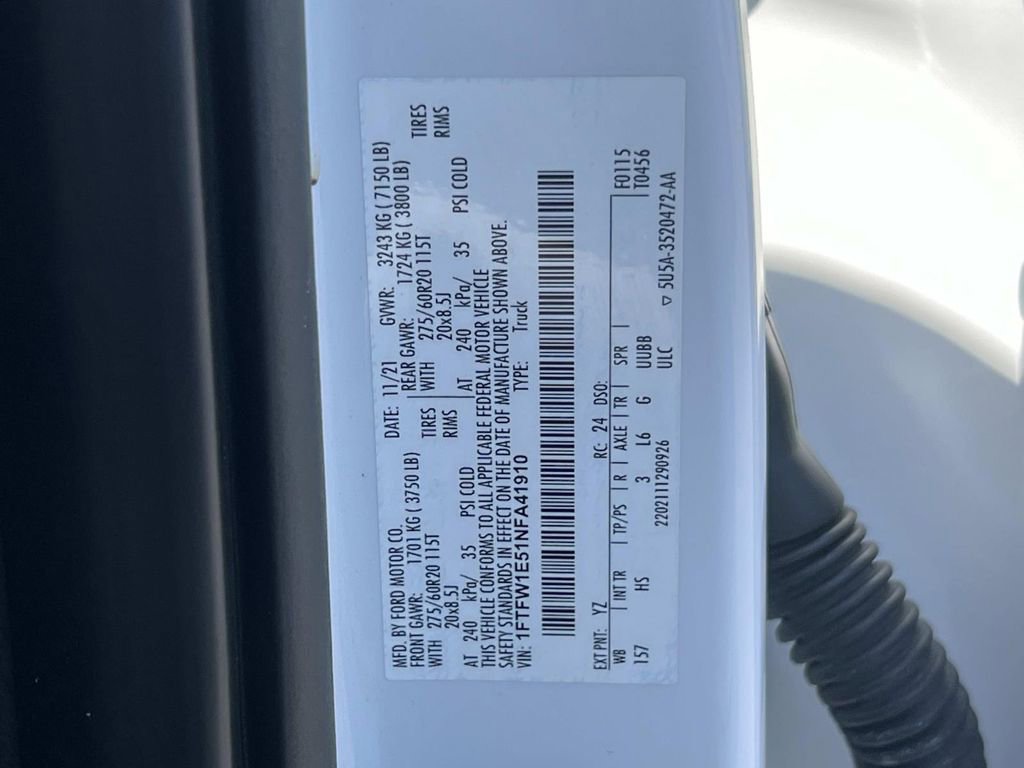 MFD. BY FORD MOTOR CO.
DATE: 11/21 GVWR: 3243 KG ( 7150 LB)
FRONT GAWR: 1701 KG ( 3750 LB) REAR GAWR: 1724 KG ( 3800 LB)
WITH 275/60R20 115T TIRES WITH 275/60R20 115T TIRES
20x8.5J RIMS 20x8.5J RIMS
AT 240 kPa/ 35 PSI COLD AT 240 kPa/ 35 PSI COLD
THIS VEHICLE CONFORMS TO ALL APPLICABLE FEDERAL MOTOR VEHICLE
SAFETY STANDARDS IN EFFECT ON THE DATE OF MANUFACTURE SHOWN ABOVE.
VIN: 1FTFW1E51NFA41910 TYPE: Truck
EXT PNT: YZ RC: 24 DSO: F0115
WB INT TR TP/PS R AXLE TR SPR T0456
157 HS 3 L6 G UUBB
2202111290926 ULC
▽ 5U5A-3520472-AA